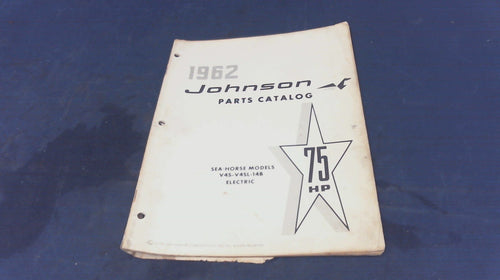 1962
Johnson
PARTS CATALOG
SEA-HORSE MODELS
V4S-V4SL-14B
ELECTRIC
75
HP